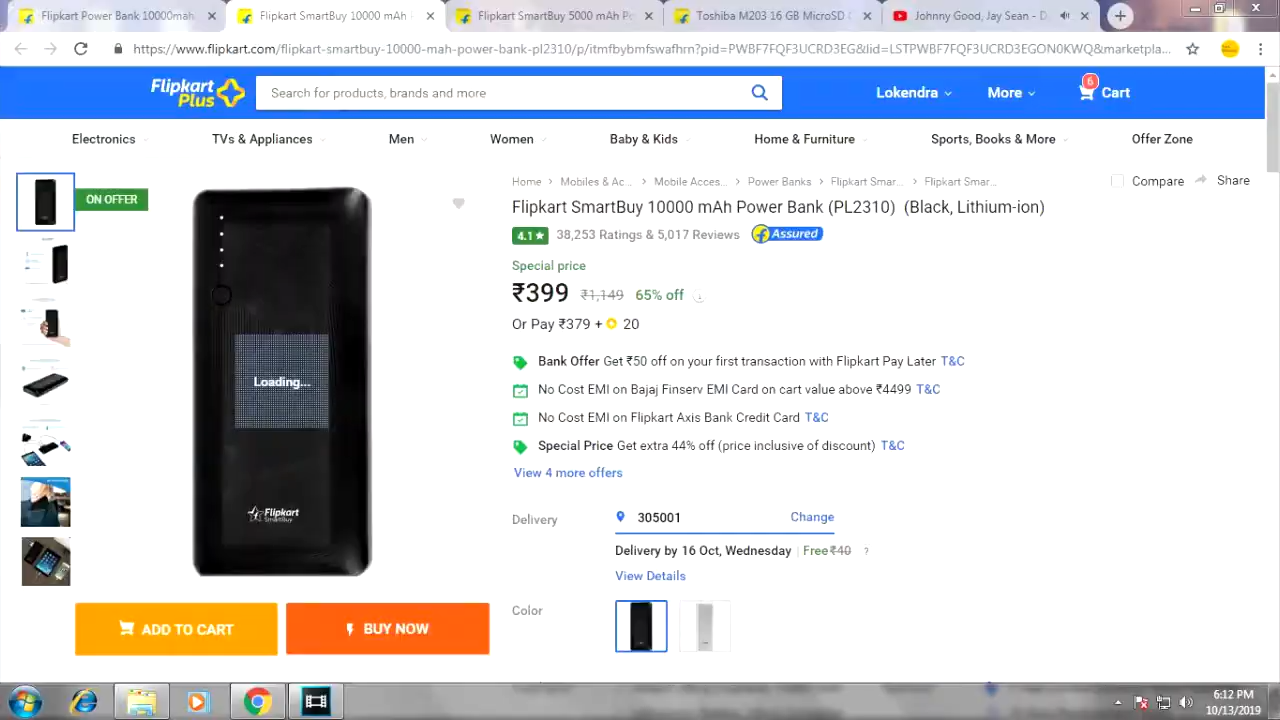 Power Bank 10000mah
Flipkart SmartBuy 10000 mAh
Flipkart SmartBuy 5000 mAh Po
Toshiba M203 16 GB MicroSD
Johnny Good, Jay Sean - D
https://www.flipkart.com/flipkart-smartbuy-10000-mah-power-bank-pl2310/p/itmfbybmfswafhrn?pid=PWBF7FQF3UCRD3EG&lid=LSTPWBF7FQF3UCRD3EGON0KWQ&marketpla...
Flipkart
Plus
Search for products, brands and more
Lokendra
More
6
Cart
Electronics
TVs & Appliances
Men
Women
Baby & Kids
Home & Furniture
Sports, Books & More
Offer Zone
ON OFFER
Home > Mobiles & Ac... > Mobile Acces... > Power Banks > Flipkart Smar... > Flipkart Smar...
Compare
Share
Flipkart SmartBuy 10000 mAh Power Bank (PL2310) (Black, Lithium-ion)
4.1★ 38,253 Ratings & 5,017 Reviews Assured
Special price
₹399 ₹1,149 65% off
Or Pay ₹379 + 20
Bank Offer Get ₹50 off on your first transaction with Flipkart Pay Later T&C
No Cost EMI on Bajaj Finserv EMI Card on cart value above ₹4499 T&C
No Cost EMI on Flipkart Axis Bank Credit Card T&C
Special Price Get extra 44% off (price inclusive of discount) T&C
View 4 more offers
Loading...
Flipkart
SmartBuy
Delivery
305001
Change
Delivery by 16 Oct, Wednesday | Free ₹40 ?
View Details
Color
ADD TO CART
BUY NOW
6:12 PM
10/13/2019